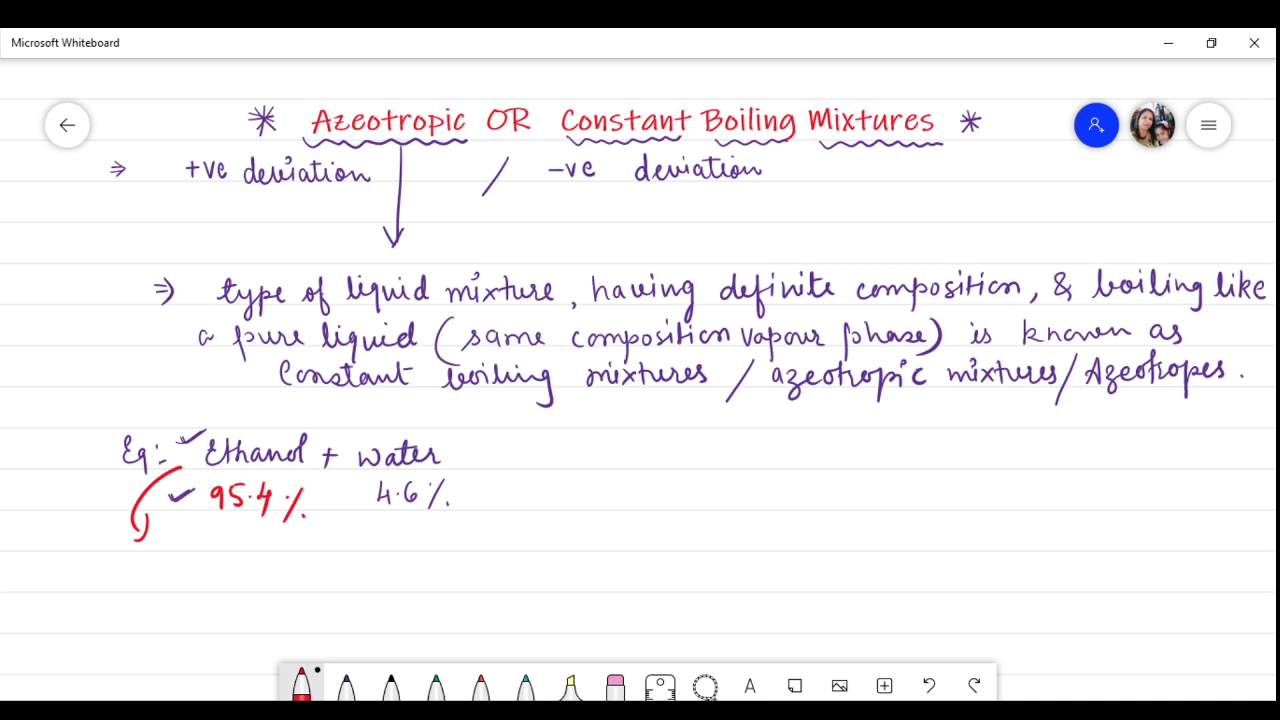 Microsoft Whiteboard
* Azeotropic OR Constant Boiling Mixtures *
⇒ +ve deviation / -ve deviation
⇒ type of liquid mixture, having definite composition, & boiling like
a pure liquid (same composition vapour phase) is known as
Constant boiling mixtures / azeotropic mixtures/Azeotropes.
Eg:- ✓Ethanol + water
✓ 95.4% 4.6%
A